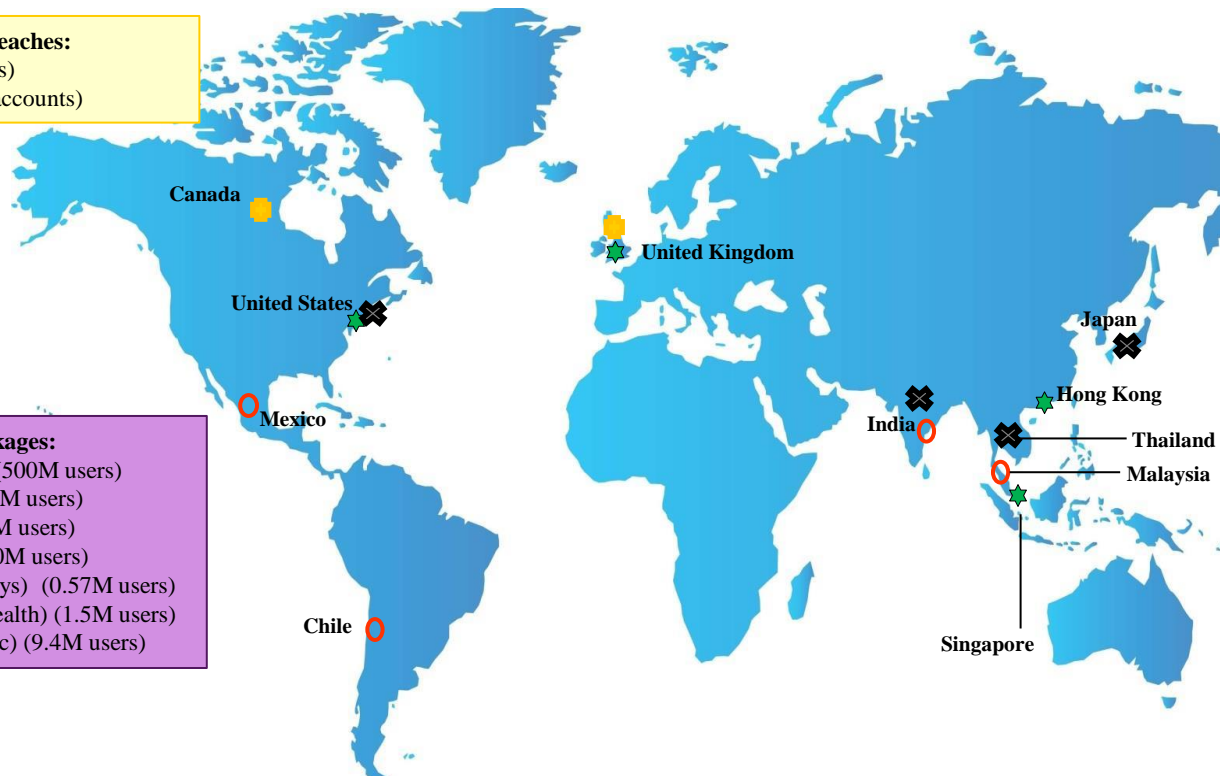 eaches:
s)
accounts)
Canada
United Kingdom
United States
Japan
Mexico
India
Hong Kong
Thailand
Malaysia
kages:
(500M users)
M users)
M users)
0M users)
ys) (0.57M users)
ealth) (1.5M users)
c) (9.4M users)
Chile
Singapore